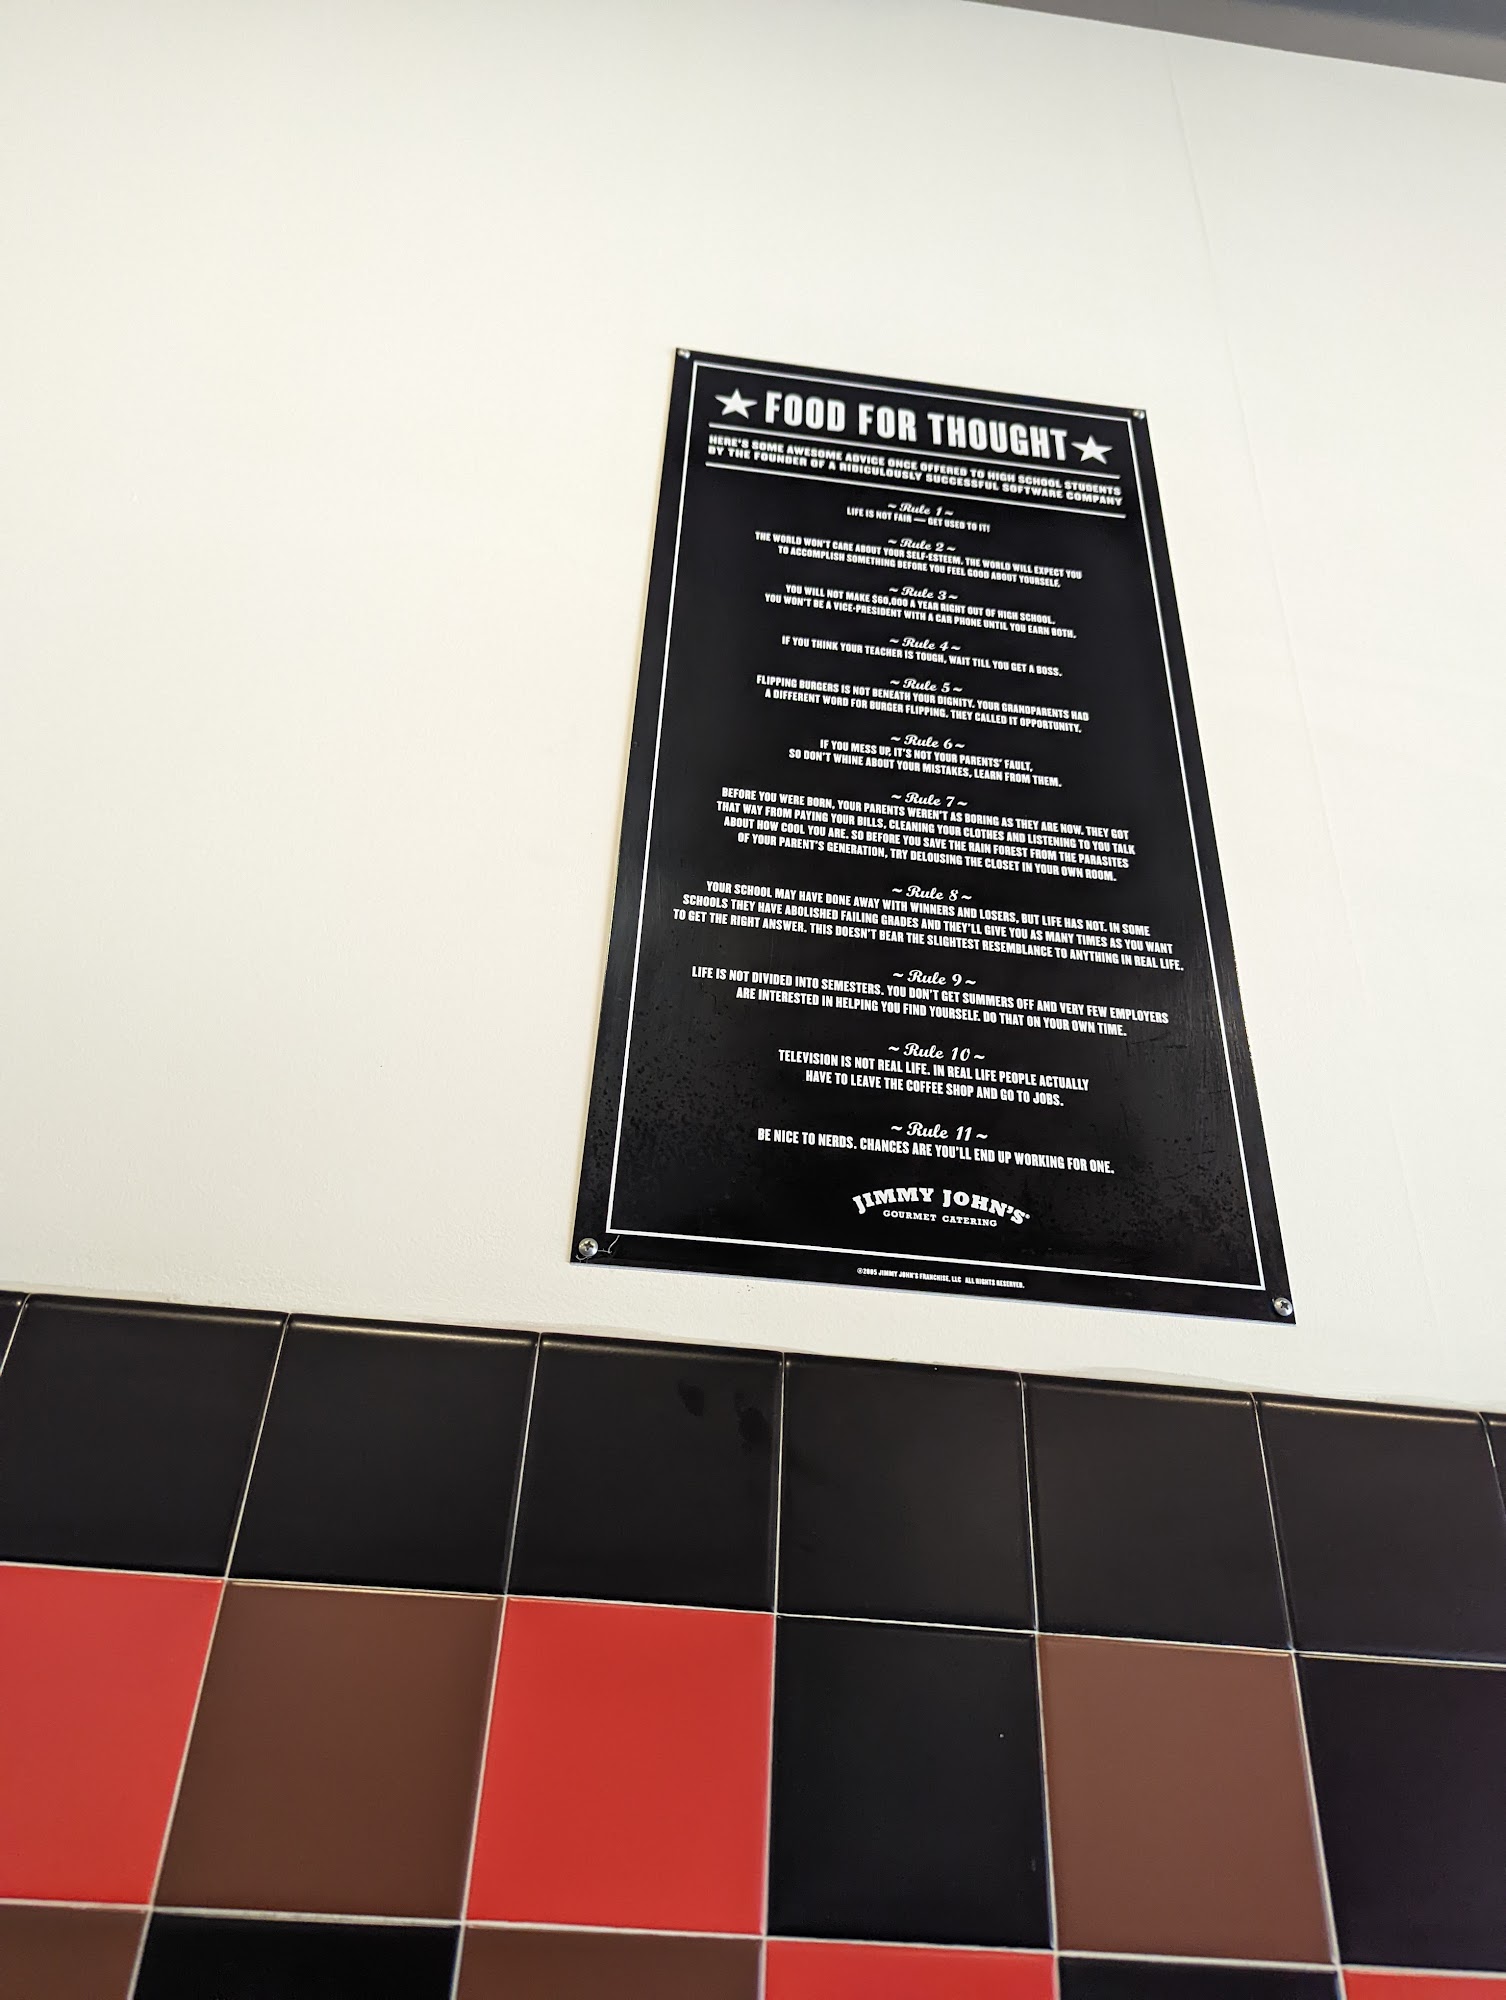 ★ FOOD FOR THOUGHT ★
HERE'S SOME AWESOME ADVICE ONCE OFFERED TO HIGH SCHOOL STUDENTS
BY THE FOUNDER OF A RIDICULOUSLY SUCCESSFUL SOFTWARE COMPANY
~ Rule 1 ~
LIFE IS NOT FAIR — GET USED TO IT!
~ Rule 2 ~
THE WORLD WON'T CARE ABOUT YOUR SELF-ESTEEM. THE WORLD WILL EXPECT YOU
TO ACCOMPLISH SOMETHING BEFORE YOU FEEL GOOD ABOUT YOURSELF.
~ Rule 3 ~
YOU WILL NOT MAKE $60,000 A YEAR RIGHT OUT OF HIGH SCHOOL.
YOU WON'T BE A VICE-PRESIDENT WITH A CAR PHONE UNTIL YOU EARN BOTH.
~ Rule 4 ~
IF YOU THINK YOUR TEACHER IS TOUGH, WAIT TILL YOU GET A BOSS.
~ Rule 5 ~
FLIPPING BURGERS IS NOT BENEATH YOUR DIGNITY. YOUR GRANDPARENTS HAD
A DIFFERENT WORD FOR BURGER FLIPPING. THEY CALLED IT OPPORTUNITY.
~ Rule 6 ~
IF YOU MESS UP, IT'S NOT YOUR PARENTS' FAULT,
SO DON'T WHINE ABOUT YOUR MISTAKES, LEARN FROM THEM.
~ Rule 7 ~
BEFORE YOU WERE BORN, YOUR PARENTS WEREN'T AS BORING AS THEY ARE NOW. THEY GOT
THAT WAY FROM PAYING YOUR BILLS, CLEANING YOUR CLOTHES AND LISTENING TO YOU TALK
ABOUT HOW COOL YOU ARE. SO BEFORE YOU SAVE THE RAIN FOREST FROM THE PARASITES
OF YOUR PARENT'S GENERATION, TRY DELOUSING THE CLOSET IN YOUR OWN ROOM.
~ Rule 8 ~
YOUR SCHOOL MAY HAVE DONE AWAY WITH WINNERS AND LOSERS, BUT LIFE HAS NOT. IN SOME
SCHOOLS THEY HAVE ABOLISHED FAILING GRADES AND THEY'LL GIVE YOU AS MANY TIMES AS YOU WANT
TO GET THE RIGHT ANSWER. THIS DOESN'T BEAR THE SLIGHTEST RESEMBLANCE TO ANYTHING IN REAL LIFE.
~ Rule 9 ~
LIFE IS NOT DIVIDED INTO SEMESTERS. YOU DON'T GET SUMMERS OFF AND VERY FEW EMPLOYERS
ARE INTERESTED IN HELPING YOU FIND YOURSELF. DO THAT ON YOUR OWN TIME.
~ Rule 10 ~
TELEVISION IS NOT REAL LIFE. IN REAL LIFE PEOPLE ACTUALLY
HAVE TO LEAVE THE COFFEE SHOP AND GO TO JOBS.
~ Rule 11 ~
BE NICE TO NERDS. CHANCES ARE YOU'LL END UP WORKING FOR ONE.
JIMMY JOHN'S®
GOURMET CATERING
©2005 JIMMY JOHN'S FRANCHISE, LLC ALL RIGHTS RESERVED.